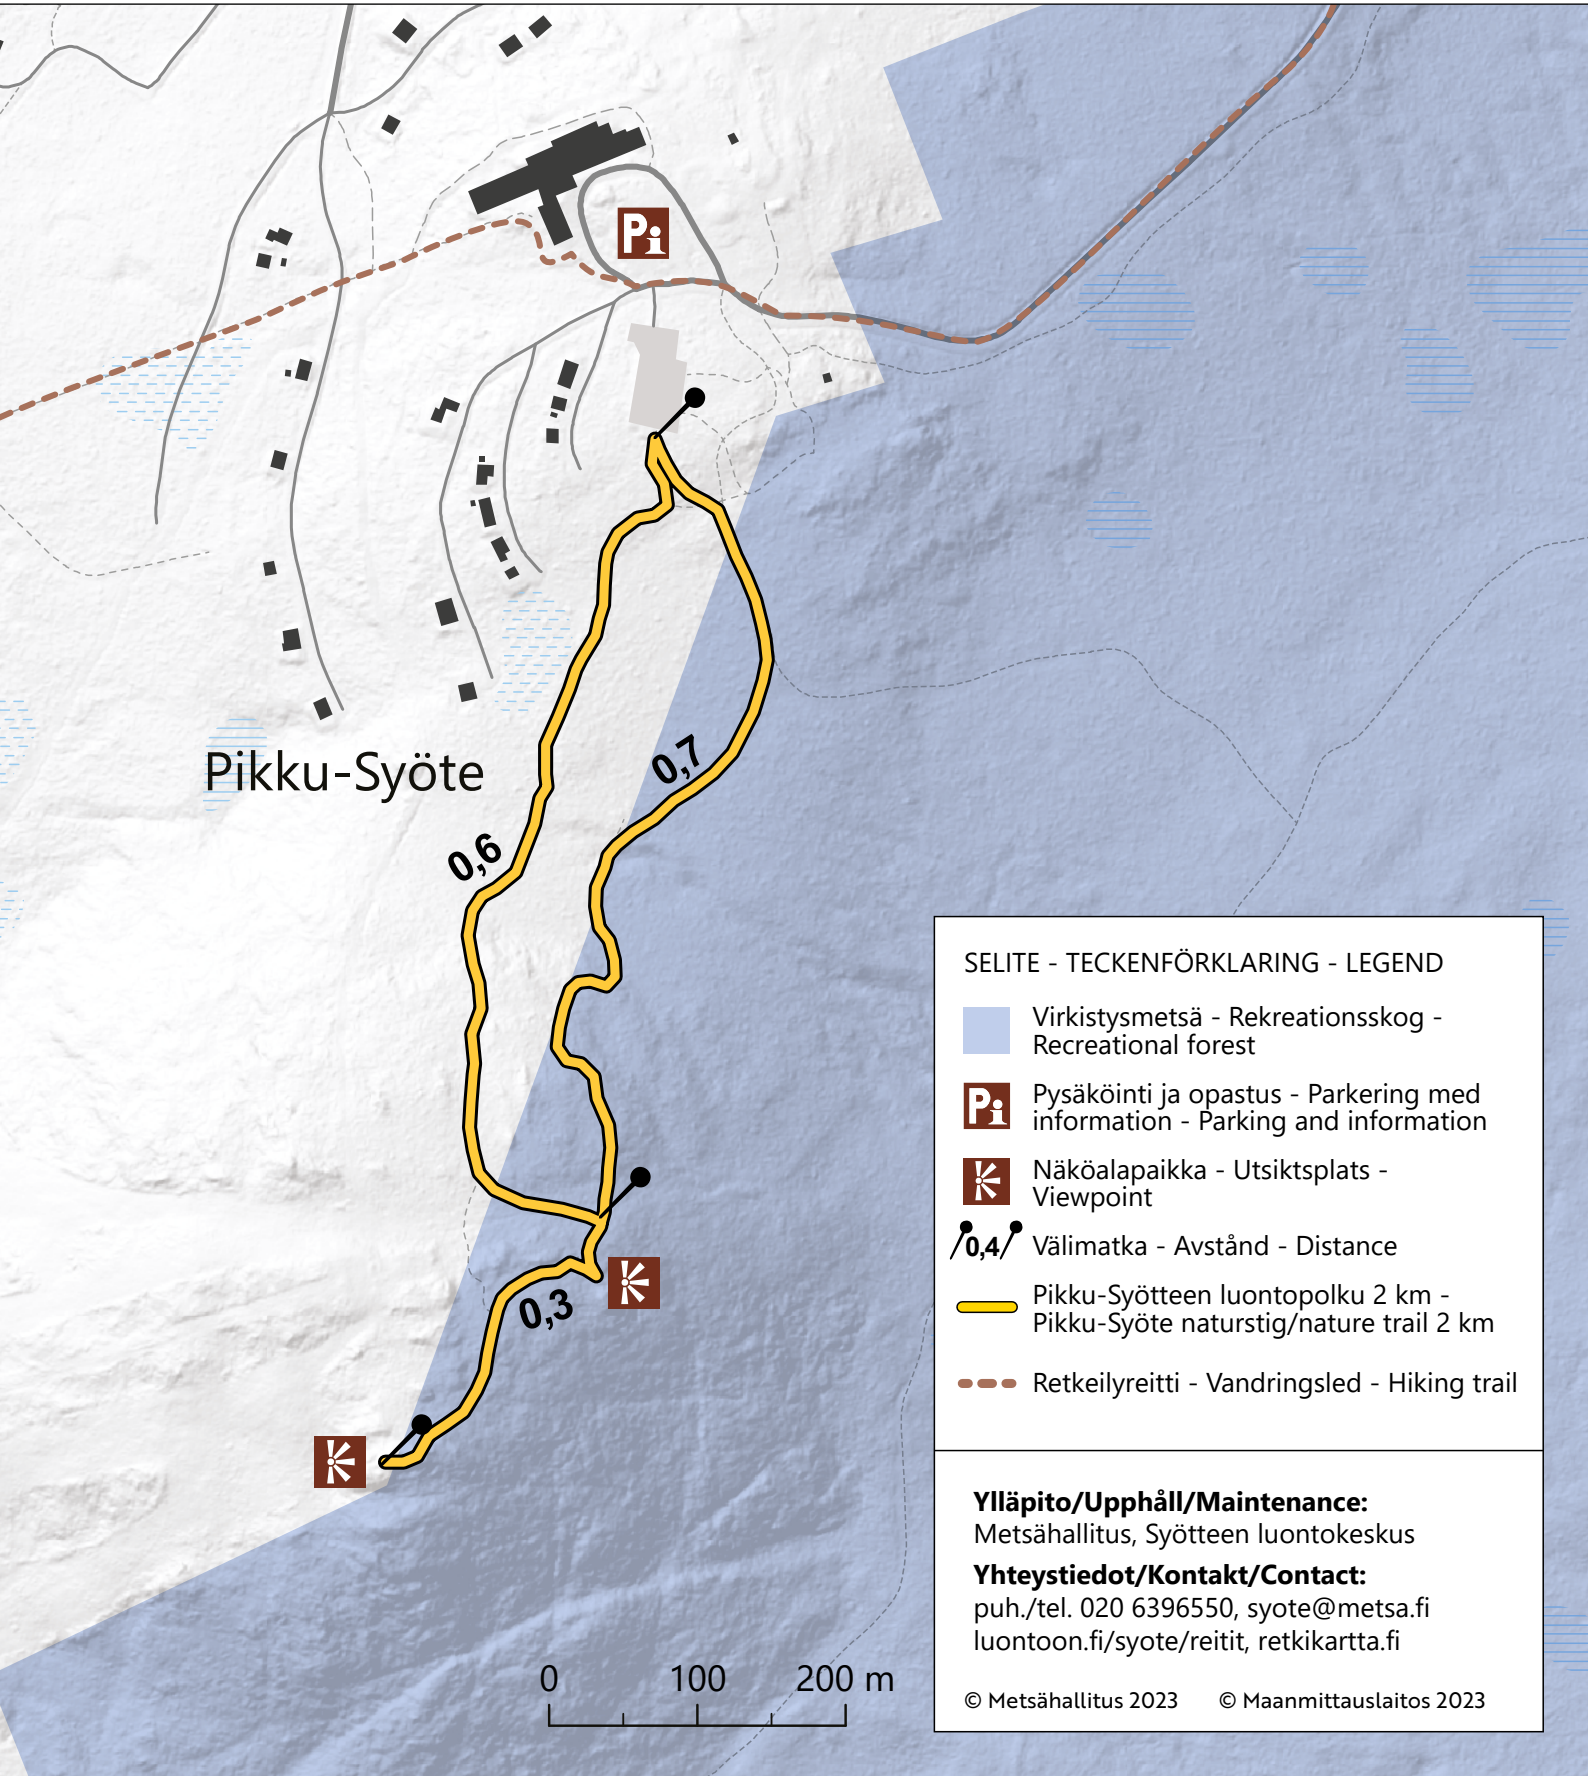 Pi
Pikku-Syöte
0,7
0,6
0,3
0 100 200 m
SELITE - TECKENFÖRKLARING - LEGEND
Virkistysmetsä - Rekreationsskog -
Recreational forest
Pi
Pysäköinti ja opastus - Parkering med
information - Parking and information
Näköalapaikka - Utsiktsplats -
Viewpoint
0,4
Välimatka - Avstånd - Distance
Pikku-Syötteen luontopolku 2 km -
Pikku-Syöte naturstig/nature trail 2 km
Retkeilyreitti - Vandringsled - Hiking trail
Ylläpito/Upphåll/Maintenance:
Metsähallitus, Syötteen luontokeskus
Yhteystiedot/Kontakt/Contact:
puh./tel. 020 6396550, syote@metsa.fi
luontoon.fi/syote/reitit, retkikartta.fi
© Metsähallitus 2023 © Maanmittauslaitos 2023